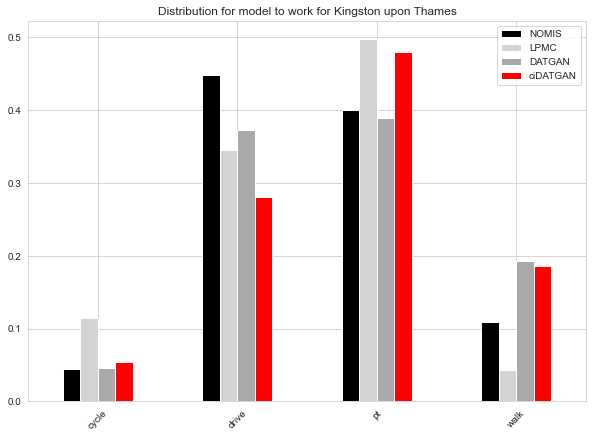 Distribution for model to work for Kingston upon Thames
NOMIS
LPMC
DATGAN
ciDATGAN
0.5
0.4
0.3
0.2
0.1
0.0
cycle
drive
pt
walk